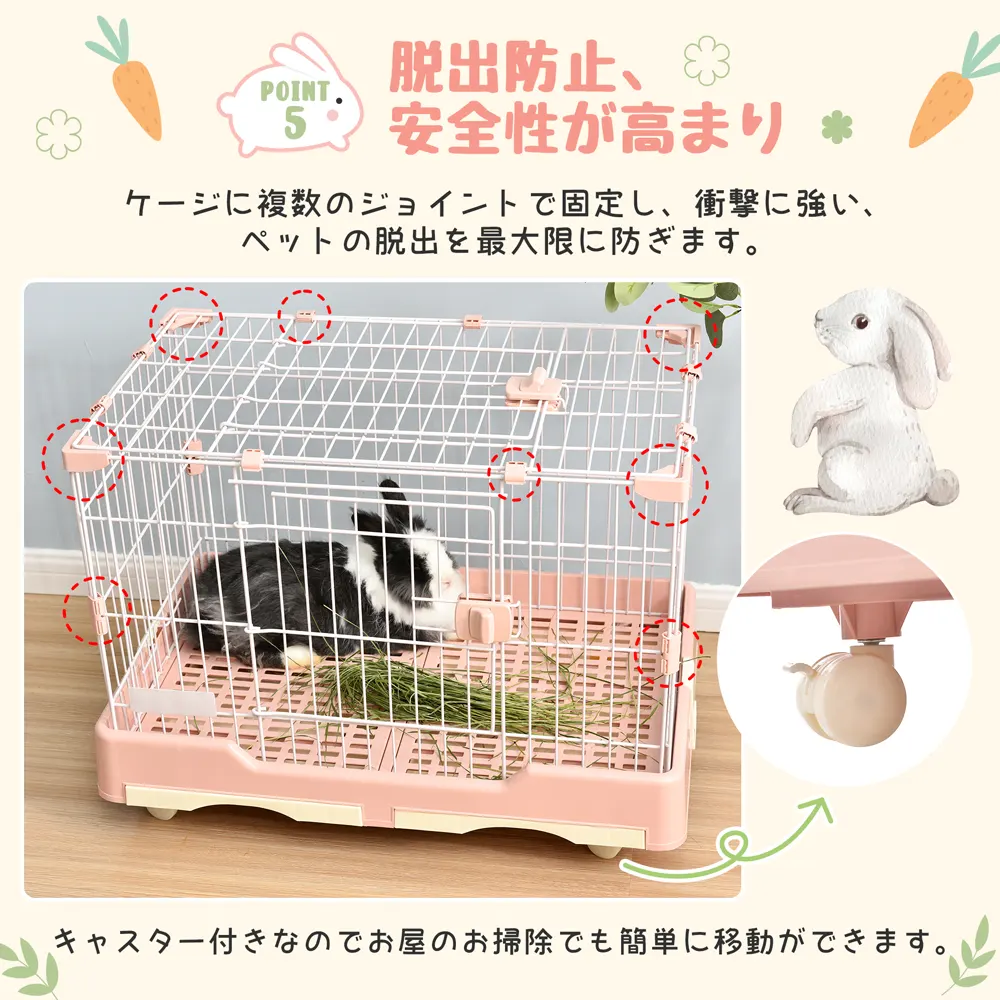 POINT
5
脱出防止、
安全性が高まり
ケージに複数のジョイントで固定し、衝撃に強い、
ペットの脱出を最大限に防ぎます。
キャスター付きなのでお屋のお掃除でも簡単に移動ができます。